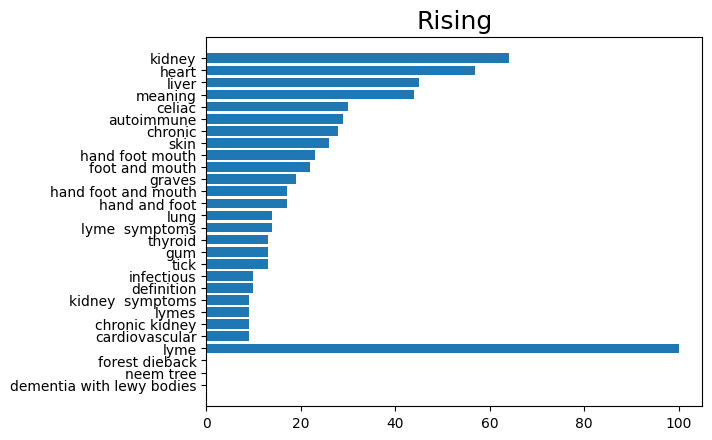 Rising
kidney
heart
liver
meaning
celiac
autoimmune
chronic
skin
hand foot mouth
foot and mouth
graves
hand foot and mouth
hand and foot
lung
lyme  symptoms
thyroid
gum
tick
infectious
definition
kidney  symptoms
lymes
chronic kidney
cardiovascular
lyme
forest dieback
neem tree
dementia with lewy bodies
0 20 40 60 80 100